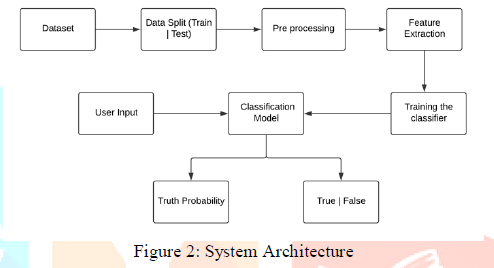 Dataset
Data Split (Train
| Test)
Pre processing
Feature
Extraction
User Input
Classification
Model
Training the
classifier
Truth Probability
True | False
Figure 2: System Architecture